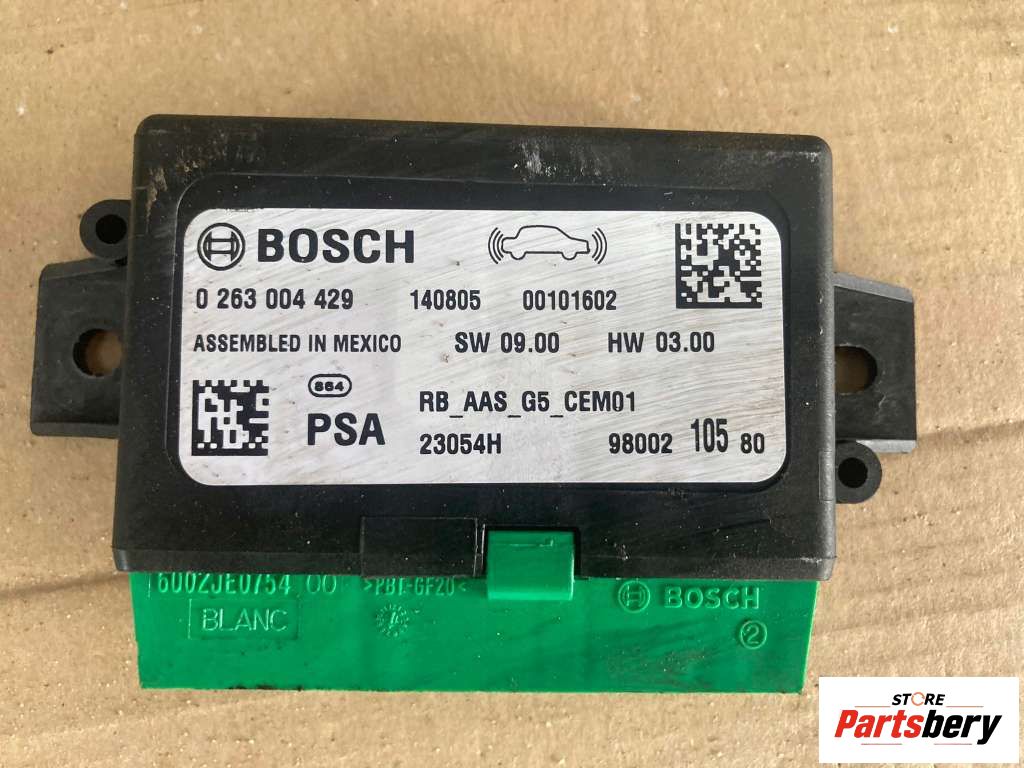 BOSCH
0 263 004 429 140805 00101602
ASSEMBLED IN MEXICO SW 09.00 HW 03.00
864
PSA
RB_AAS_G5_CEM01
23054H 98002 105 80
6002JE0754 00 >PBT-GF20<
BLANC
BOSCH
2
STORE
Partsbery